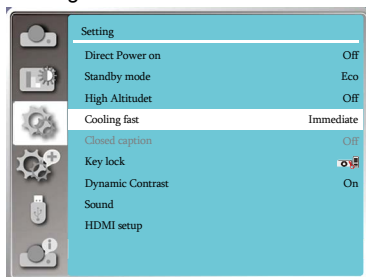 Setting
Direct Power on Off
Standby mode Eco
High Altitudet Off
Cooling fast Immediate
Closed caption Off
Key lock
Dynamic Contrast On
Sound
HDMI setup